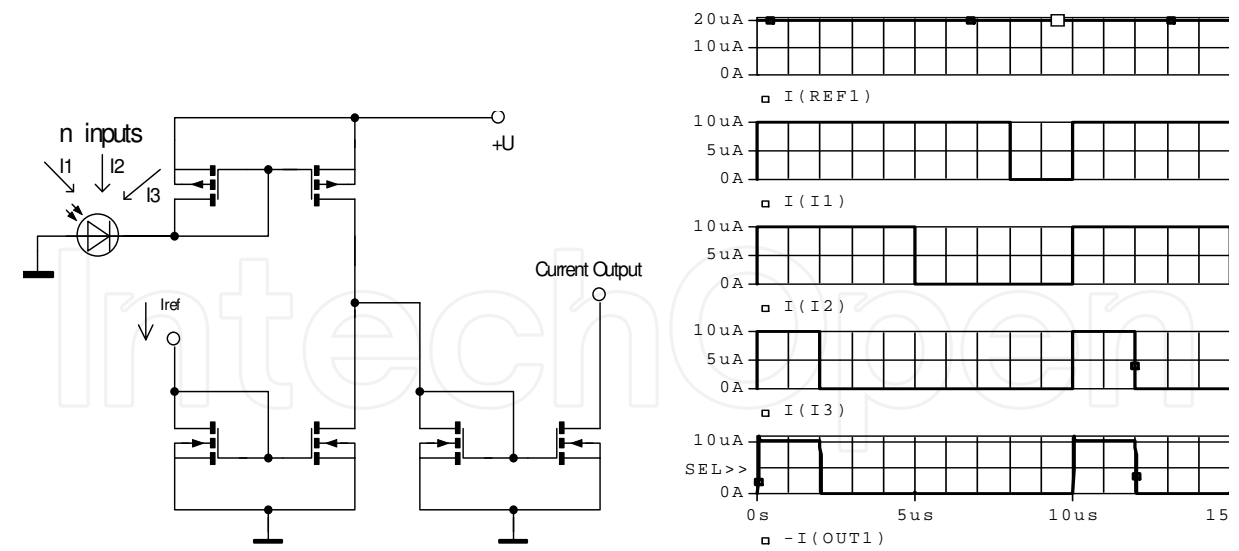 n inputs
I1
I2
I3
+U
Current Output
Iref
IntechOpen
20uA
10uA
0A
I(REF1)
10uA
5uA
0A
I(I1)
10uA
5uA
0A
I(I2)
10uA
5uA
0A
I(I3)
10uA
SEL>>
0A
0s
5us
10us
15
-I(OUT1)